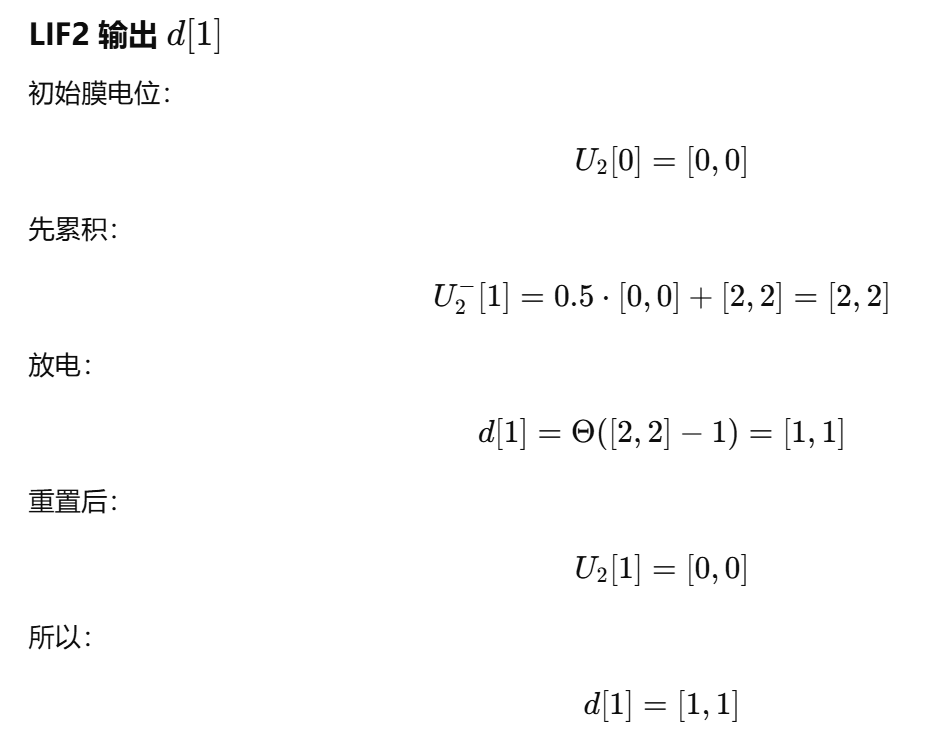 LIF2 输出 d[1]
初始膜电位：
U₂[0] = [0, 0]
先累积：
U₂⁻[1] = 0.5 · [0, 0] + [2, 2] = [2, 2]
放电：
d[1] = Θ([2, 2] − 1) = [1, 1]
重置后：
U₂[1] = [0, 0]
所以：
d[1] = [1, 1]